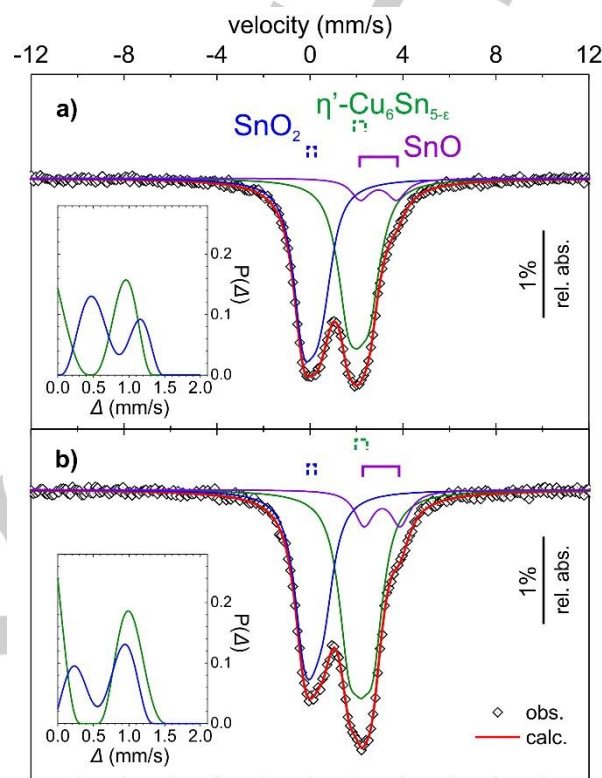 velocity (mm/s)
-12 -8 -4 0 4 8 12
a)
η’-Cu₆Sn₅₋ε
SnO₂
SnO
0.2
0.1
0.0
P(Δ)
0.0 0.5 1.0 1.5 2.0
Δ (mm/s)
1%
rel. abs.
b)
0.2
0.1
0.0
P(Δ)
0.0 0.5 1.0 1.5 2.0
Δ (mm/s)
1%
rel. abs.
obs.
calc.